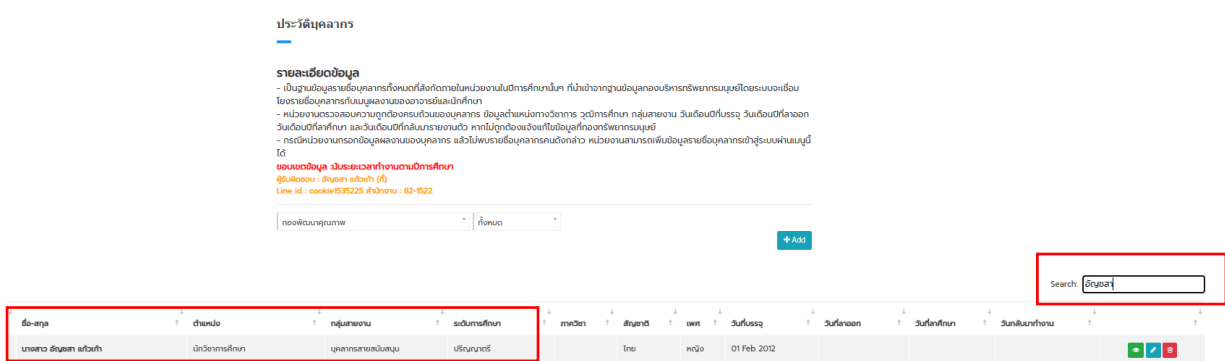 ประวัติบุคลากร
รายละเอียดข้อมูล
- เป็นฐานข้อมูลรายชื่อบุคลากรทั้งหมดที่สังกัดภายในหน่วยงานในปีการศึกษานั้นๆ ที่นำเข้าจากฐานข้อมูลกองบริหารทรัพยากรมนุษย์โดยระบบจะเชื่อม
โยงรายชื่อบุคลากรกับเมนูผลงานของอาจารย์และนักศึกษา
- หน่วยงานตรวจสอบความถูกต้องครบถ้วนของบุคลากร ข้อมูลตำแหน่งทางวิชาการ วุฒิการศึกษา กลุ่มสายงาน วันเดือนปีที่บรรจุ วันเดือนปีที่ลาออก
วันเดือนปีที่ลาศึกษา และวันเดือนปีที่กลับมารายงานตัว หากไม่ถูกต้องแจ้งแก้ไขข้อมูลที่กองทรัพยากรมนุษย์
- กรณีหน่วยงานกรอกข้อมูลผลงานของบุคลากร แล้วไม่พบรายชื่อบุคลากรคนดังกล่าว หน่วยงานสามารถเพิ่มข้อมูลรายชื่อบุคลากรเข้าสู่ระบบผ่านเมนูนี้
ได้
ขอบเขตข้อมูล :นับระยะเวลาทำงานตามปีการศึกษา
ผู้รับผิดชอบ : อัญชสา แก้วเก้า (กี้)
Line id : cookie1535225 สำนักงาน : 82-1522
กองพัฒนาคุณภาพ ทั้งหมด
+ Add
Search: อัญชสา
ชื่อ-สกุล ตำแหน่ง กลุ่มสายงาน ระดับการศึกษา ภาควิชา สัญชาติ เพศ วันที่บรรจุ วันที่ลาออก วันที่ลาศึกษา วันกลับมาทำงาน
นางสาว อัญชสา แก้วเก้า นักวิชาการศึกษา บุคลากรสายสนับสนุน ปริญญาตรี ไทย หญิง 01 Feb 2012